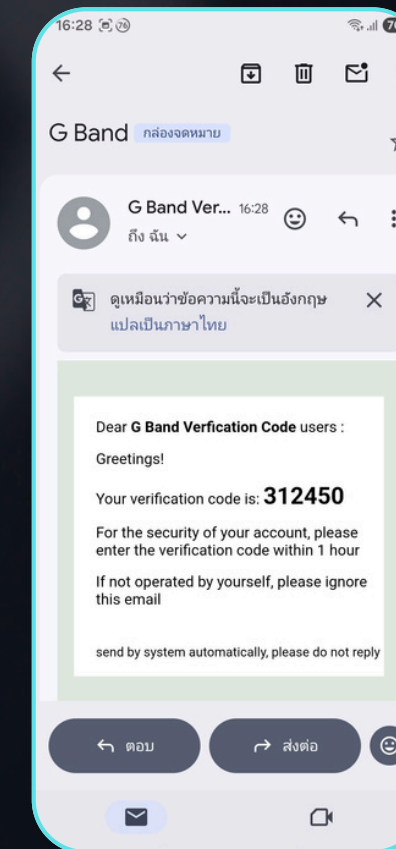 16:28
G Band กล่องจดหมาย
G Band Ver... 16:28
ถึง ฉัน
ดูเหมือนว่าข้อความนี้จะเป็นอังกฤษ
แปลเป็นภาษาไทย
Dear G Band Verfication Code users :
Greetings!
Your verification code is: 312450
For the security of your account, please
enter the verification code within 1 hour
If not operated by yourself, please ignore
this email
send by system automatically, please do not reply
ตอบ
ส่งต่อ